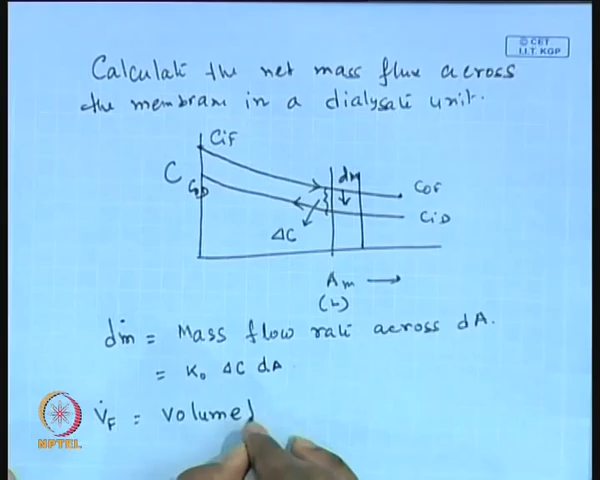 © CET
I.I.T. KGP
Calculate the net mass flux across
the membrane in a dialysate unit.
CiF
C
CoD
dṁ
CoF
CiD
ΔC
Am →
(L)
dṁ = Mass flow rate across dA.
= K₀ ΔC dA
V̇F = Volume
NPTEL